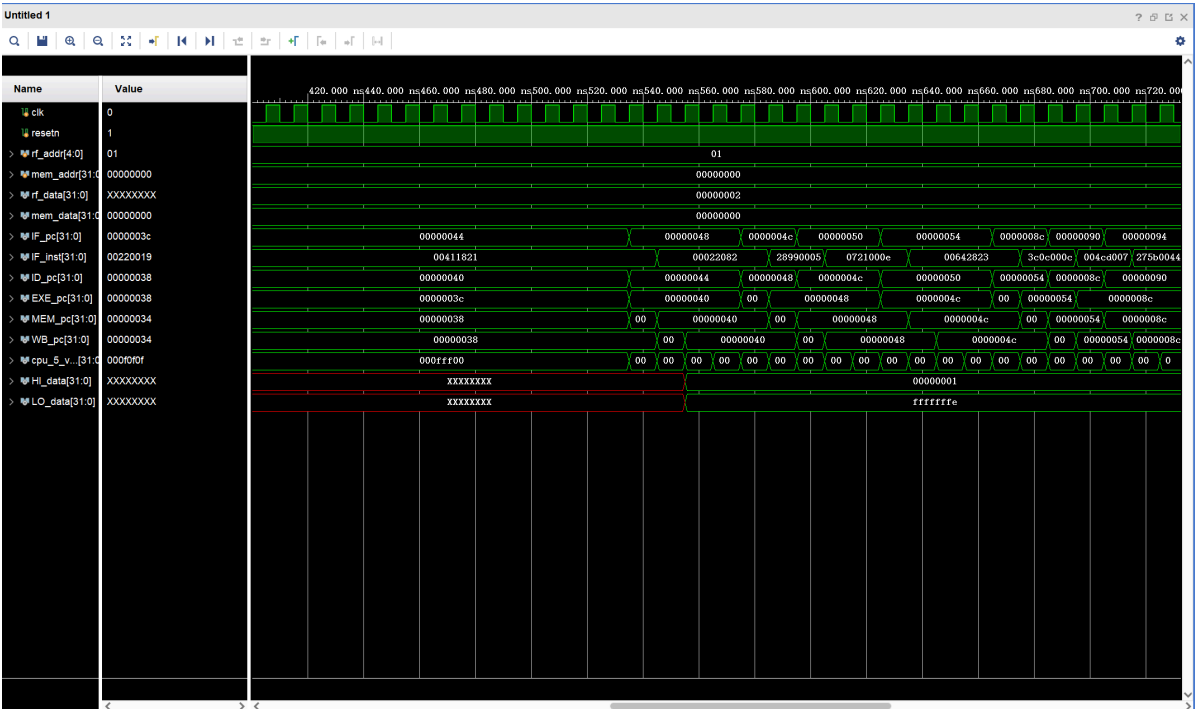 Untitled 1
Name Value
420.000 ns 440.000 ns 460.000 ns 480.000 ns 500.000 ns 520.000 ns 540.000 ns 560.000 ns 580.000 ns 600.000 ns 620.000 ns 640.000 ns 660.000 ns 680.000 ns 700.000 ns 720.00
clk 0
resetn 1
rf_addr[4:0] 01 01
mem_addr[31:0 00000000 00000000
rf_data[31:0] XXXXXXXX 00000002
mem_data[31:0 00000000 00000000
IF_pc[31:0] 0000003c 00000044 00000048 0000004c 00000050 00000054 0000008c 00000090 00000094
IF_inst[31:0] 00220019 00411821 00022082 28990005 0721000e 00642823 3c0c000c 004cd007 275b0044
ID_pc[31:0] 00000038 00000040 00000044 00000048 0000004c 00000050 00000054 0000008c 00000090
EXE_pc[31:0] 00000038 0000003c 00000040 00 00000048 0000004c 00 00000054 0000008c
MEM_pc[31:0] 00000034 00000038 00 00000040 00 00000048 0000004c 00 00000054 0000008c
WB_pc[31:0] 00000034 00000038 00 00000040 00 00000048 0000004c 00 00000054 0000008c
cpu_5_v...[31:0 000f0f0f 000fff00 00 00 00 00 00 00 00 00 00 00 00 00 00 00 00 00 00 00 00 0
HI_data[31:0] XXXXXXXX XXXXXXXX 00000001
LO_data[31:0] XXXXXXXX XXXXXXXX fffffffe